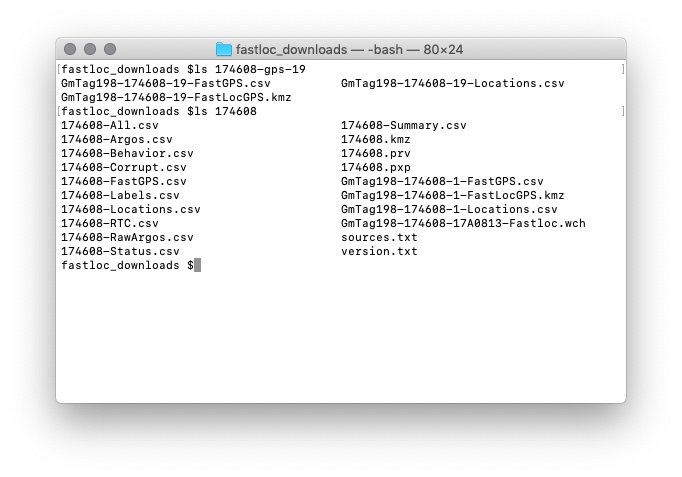 fastloc_downloads — -bash — 80×24
[fastloc_downloads $ls 174608-gps-19 ]
GmTag198-174608-19-FastGPS.csv GmTag198-174608-19-Locations.csv
GmTag198-174608-19-FastLocGPS.kmz
[fastloc_downloads $ls 174608 ]
174608-All.csv 174608-Summary.csv
174608-Argos.csv 174608.kmz
174608-Behavior.csv 174608.prv
174608-Corrupt.csv 174608.pxp
174608-FastGPS.csv GmTag198-174608-1-FastGPS.csv
174608-Labels.csv GmTag198-174608-1-FastLocGPS.kmz
174608-Locations.csv GmTag198-174608-1-Locations.csv
174608-RTC.csv GmTag198-174608-17A0813-Fastloc.wch
174608-RawArgos.csv sources.txt
174608-Status.csv version.txt
fastloc_downloads $